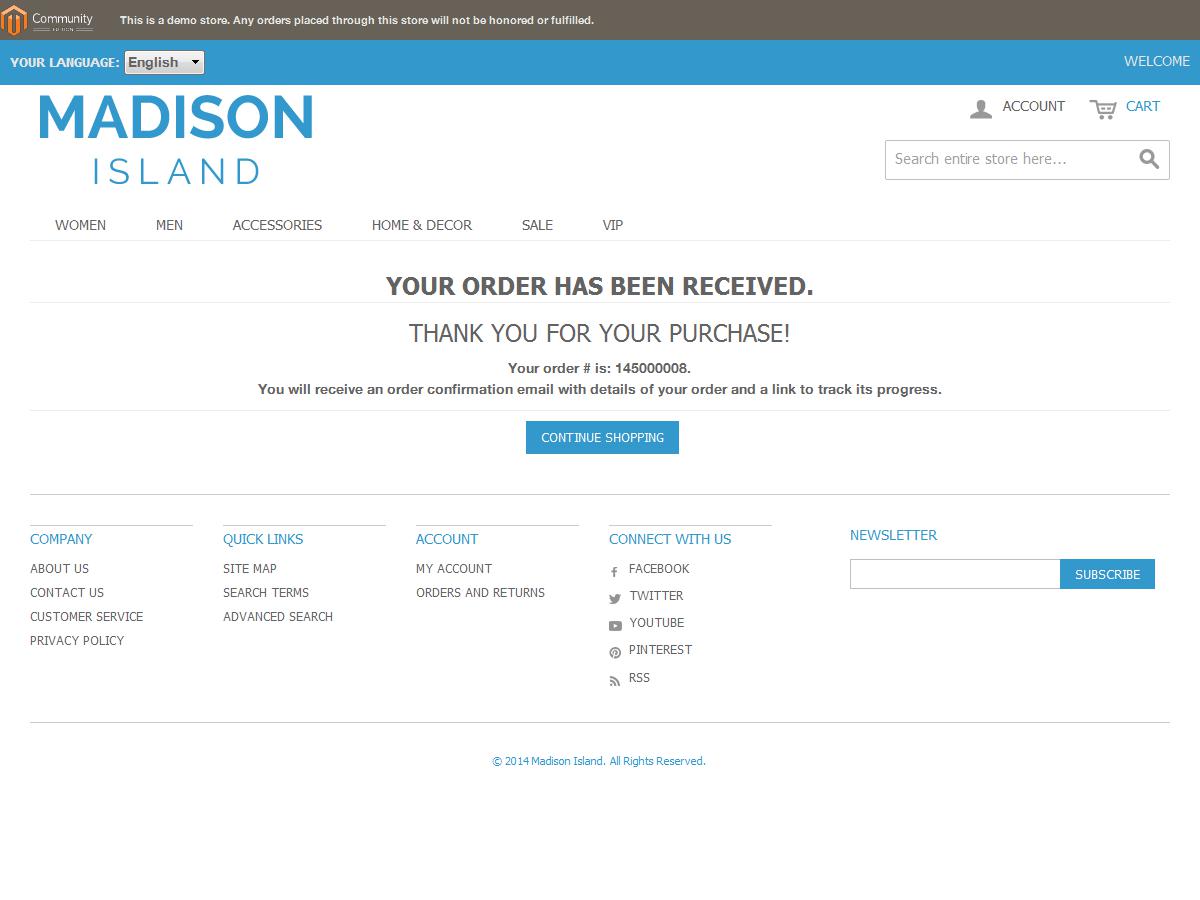 Community
EDITION
This is a demo store. Any orders placed through this store will not be honored or fulfilled.
YOUR LANGUAGE: English
WELCOME
MADISON
ISLAND
ACCOUNT
CART
Search entire store here...
WOMEN MEN ACCESSORIES HOME & DECOR SALE VIP
YOUR ORDER HAS BEEN RECEIVED.
THANK YOU FOR YOUR PURCHASE!
Your order # is: 145000008.
You will receive an order confirmation email with details of your order and a link to track its progress.
CONTINUE SHOPPING
COMPANY
ABOUT US
CONTACT US
CUSTOMER SERVICE
PRIVACY POLICY
QUICK LINKS
SITE MAP
SEARCH TERMS
ADVANCED SEARCH
ACCOUNT
MY ACCOUNT
ORDERS AND RETURNS
CONNECT WITH US
FACEBOOK
TWITTER
YOUTUBE
PINTEREST
RSS
NEWSLETTER
SUBSCRIBE
© 2014 Madison Island. All Rights Reserved.